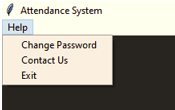 Attendance System
Help
Change Password
Contact Us
Exit